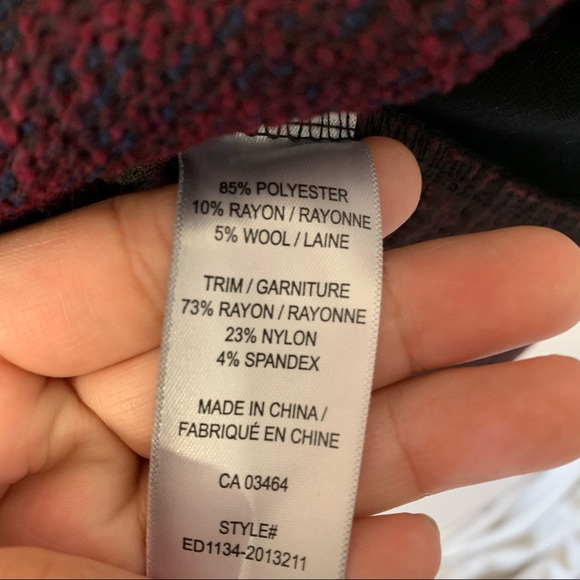 85% POLYESTER
10% RAYON / RAYONNE
5% WOOL / LAINE
TRIM / GARNITURE
73% RAYON / RAYONNE
23% NYLON
4% SPANDEX
MADE IN CHINA /
FABRIQUÉ EN CHINE
CA 03464
STYLE#
ED1134-2013211